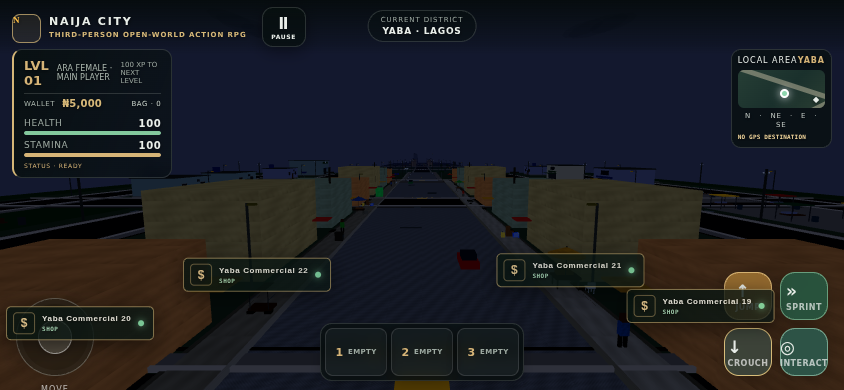 N
NAIJA CITY
THIRD-PERSON OPEN-WORLD ACTION RPG
PAUSE
CURRENT DISTRICT
YABA · LAGOS
LVL 01
ARA FEMALE · MAIN PLAYER
100 XP TO NEXT LEVEL
WALLET ₦5,000
BAG · 0
HEALTH 100
STAMINA 100
STATUS · READY
LOCAL AREA YABA
N · NE · E · SE
NO GPS DESTINATION
$ Yaba Commercial 22
SHOP
$ Yaba Commercial 21
SHOP
$ Yaba Commercial 19
SHOP
$ Yaba Commercial 20
SHOP
JUMP
SPRINT
CROUCH
INTERACT
1 EMPTY
2 EMPTY
3 EMPTY
MOVE